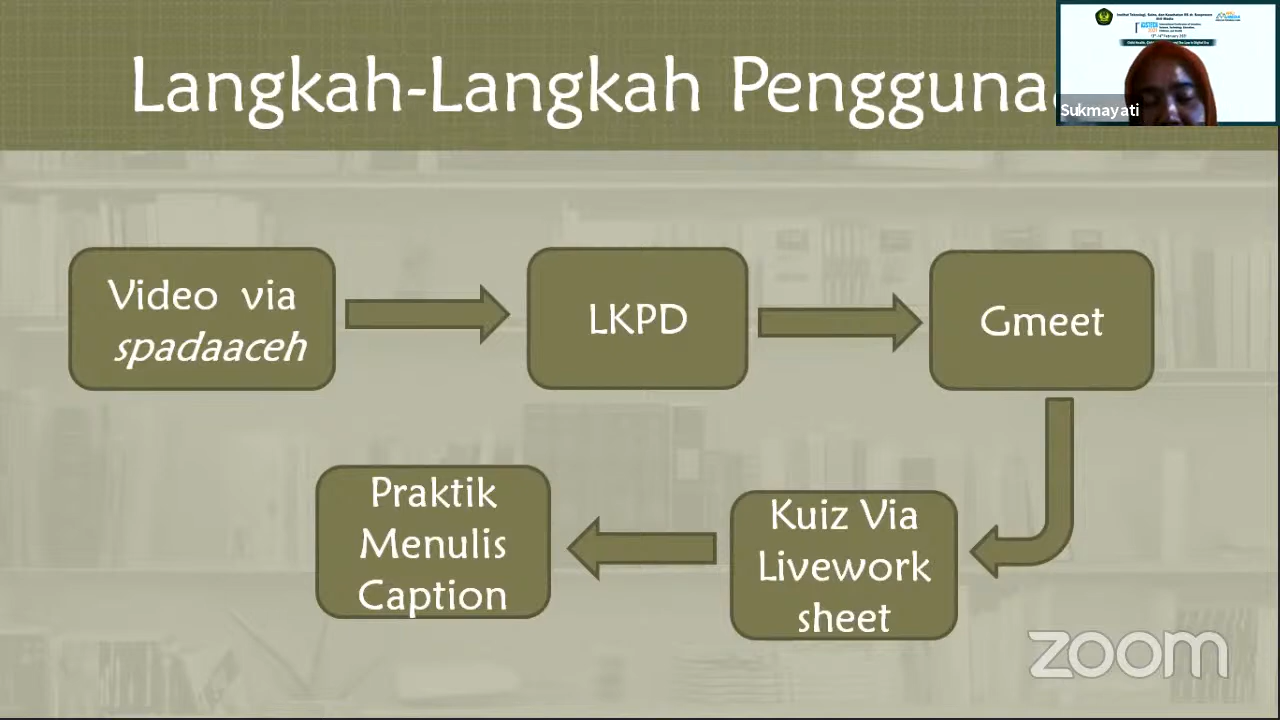 Langkah-Langkah Pengguna
Sukmayati
Video via
spadaaceh
LKPD
Gmeet
Kuiz Via
Livework
sheet
Praktik
Menulis
Caption
zoom